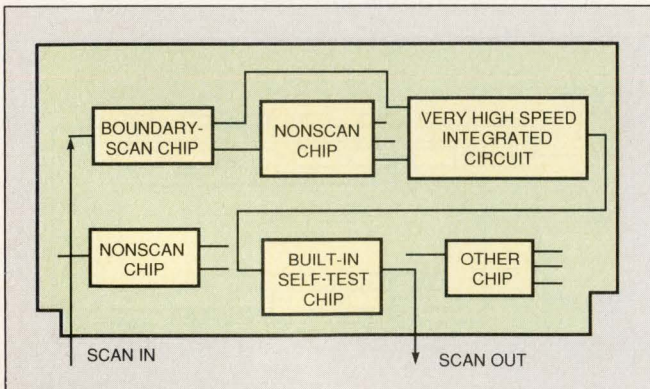 BOUNDARY-
SCAN CHIP
NONSCAN
CHIP
VERY HIGH SPEED
INTEGRATED
CIRCUIT
NONSCAN
CHIP
BUILT-IN
SELF-TEST
CHIP
OTHER
CHIP
SCAN IN
SCAN OUT